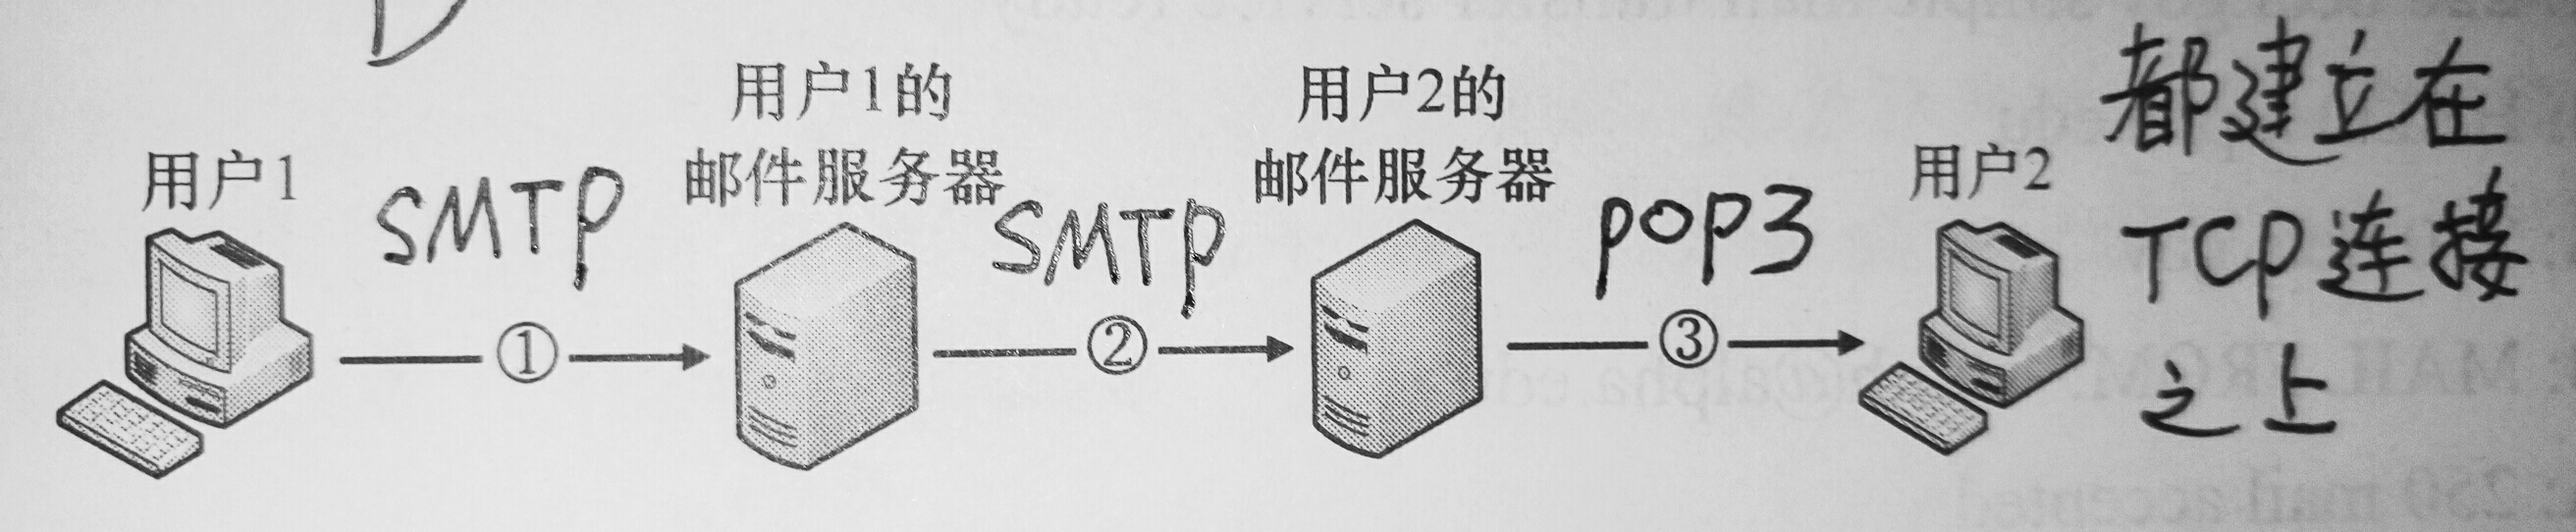 用户1
SMTP
①
用户1的
邮件服务器
SMTP
②
用户2的
邮件服务器
POP3
③
用户2
都建立在
TCP连接
之上